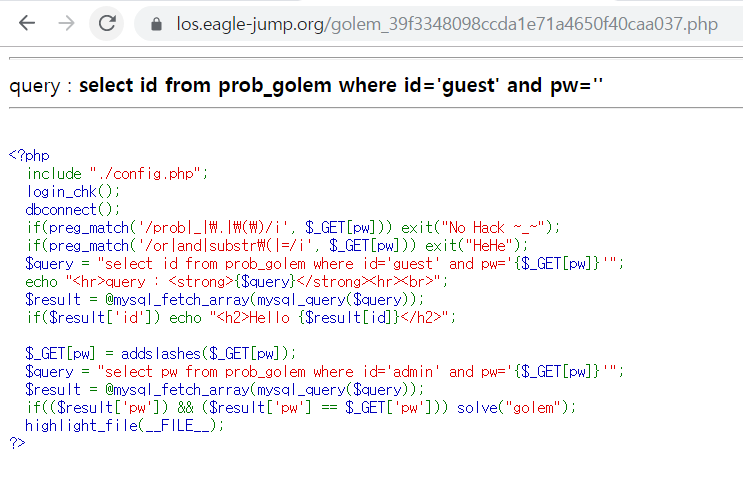 los.eagle-jump.org/golem_39f3348098ccda1e71a4650f40caa037.php
query : select id from prob_golem where id='guest' and pw=''
<?php
include "./config.php";
login_chk();
dbconnect();
if(preg_match('/prob|_|₩.|₩(₩)/i', $_GET[pw])) exit("No Hack ~_~");
if(preg_match('/or|and|substr₩(|=/i', $_GET[pw])) exit("HeHe");
$query = "select id from prob_golem where id='guest' and pw='{$_GET[pw]}'";
echo "<hr>query : <strong>{$query}</strong><hr><br>";
$result = @mysql_fetch_array(mysql_query($query));
if($result['id']) echo "<h2>Hello {$result[id]}</h2>";
$_GET[pw] = addslashes($_GET[pw]);
$query = "select pw from prob_golem where id='admin' and pw='{$_GET[pw]}'";
$result = @mysql_fetch_array(mysql_query($query));
if(($result['pw']) && ($result['pw'] == $_GET['pw'])) solve("golem");
highlight_file(__FILE__);
?>